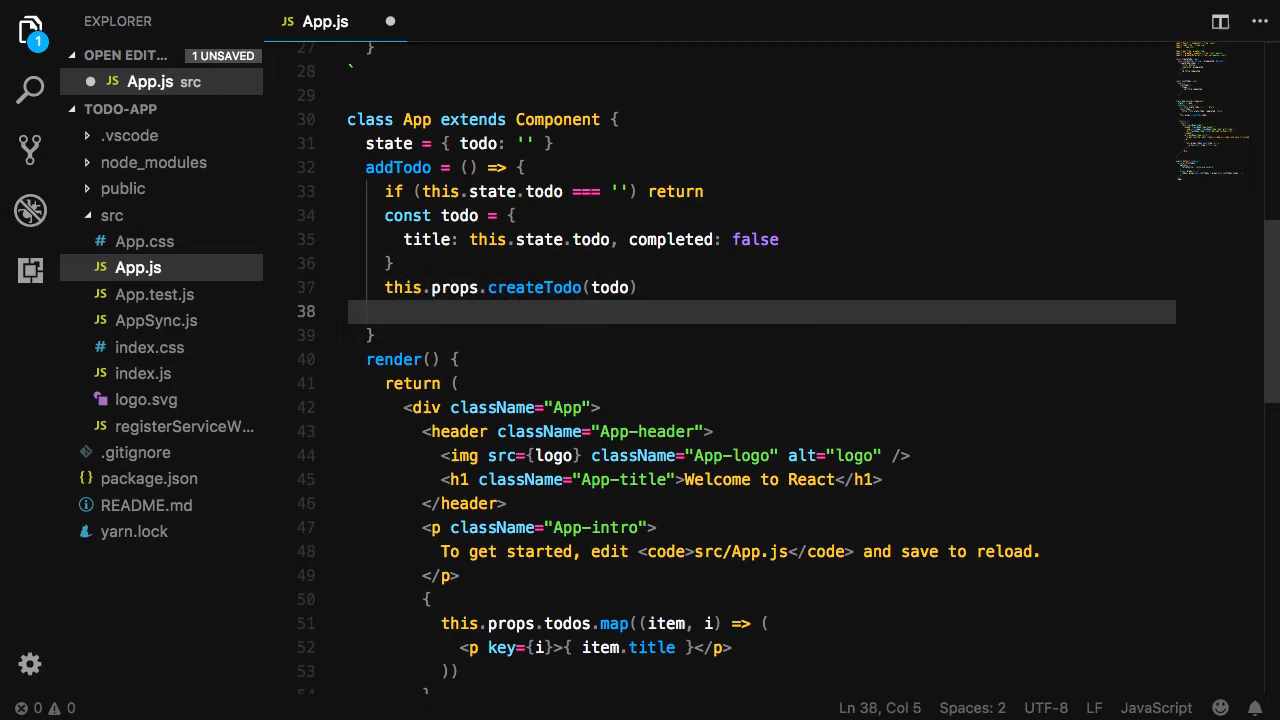 EXPLORER
OPEN EDIT... 1 UNSAVED
App.js src
TODO-APP
.vscode
node_modules
public
src
# App.css
JS App.js
JS App.test.js
JS AppSync.js
# index.css
JS index.js
logo.svg
JS registerServiceW...
.gitignore
{} package.json
README.md
yarn.lock
1
JS App.js
27 }
28 `
29
30 class App extends Component {
31 state = { todo: '' }
32 addTodo = () => {
33 if (this.state.todo === '') return
34 const todo = {
35 title: this.state.todo, completed: false
36 }
37 this.props.createTodo(todo)
38
39 }
40 render() {
41 return (
42 <div className="App">
43 <header className="App-header">
44 <img src={logo} className="App-logo" alt="logo" />
45 <h1 className="App-title">Welcome to React</h1>
46 </header>
47 <p className="App-intro">
48 To get started, edit <code>src/App.js</code> and save to reload.
49 </p>
50 {
51 this.props.todos.map((item, i) => (
52 <p key={i}>{ item.title }</p>
53 ))
54 }
0 0 Ln 38, Col 5 Spaces: 2 UTF-8 LF JavaScript